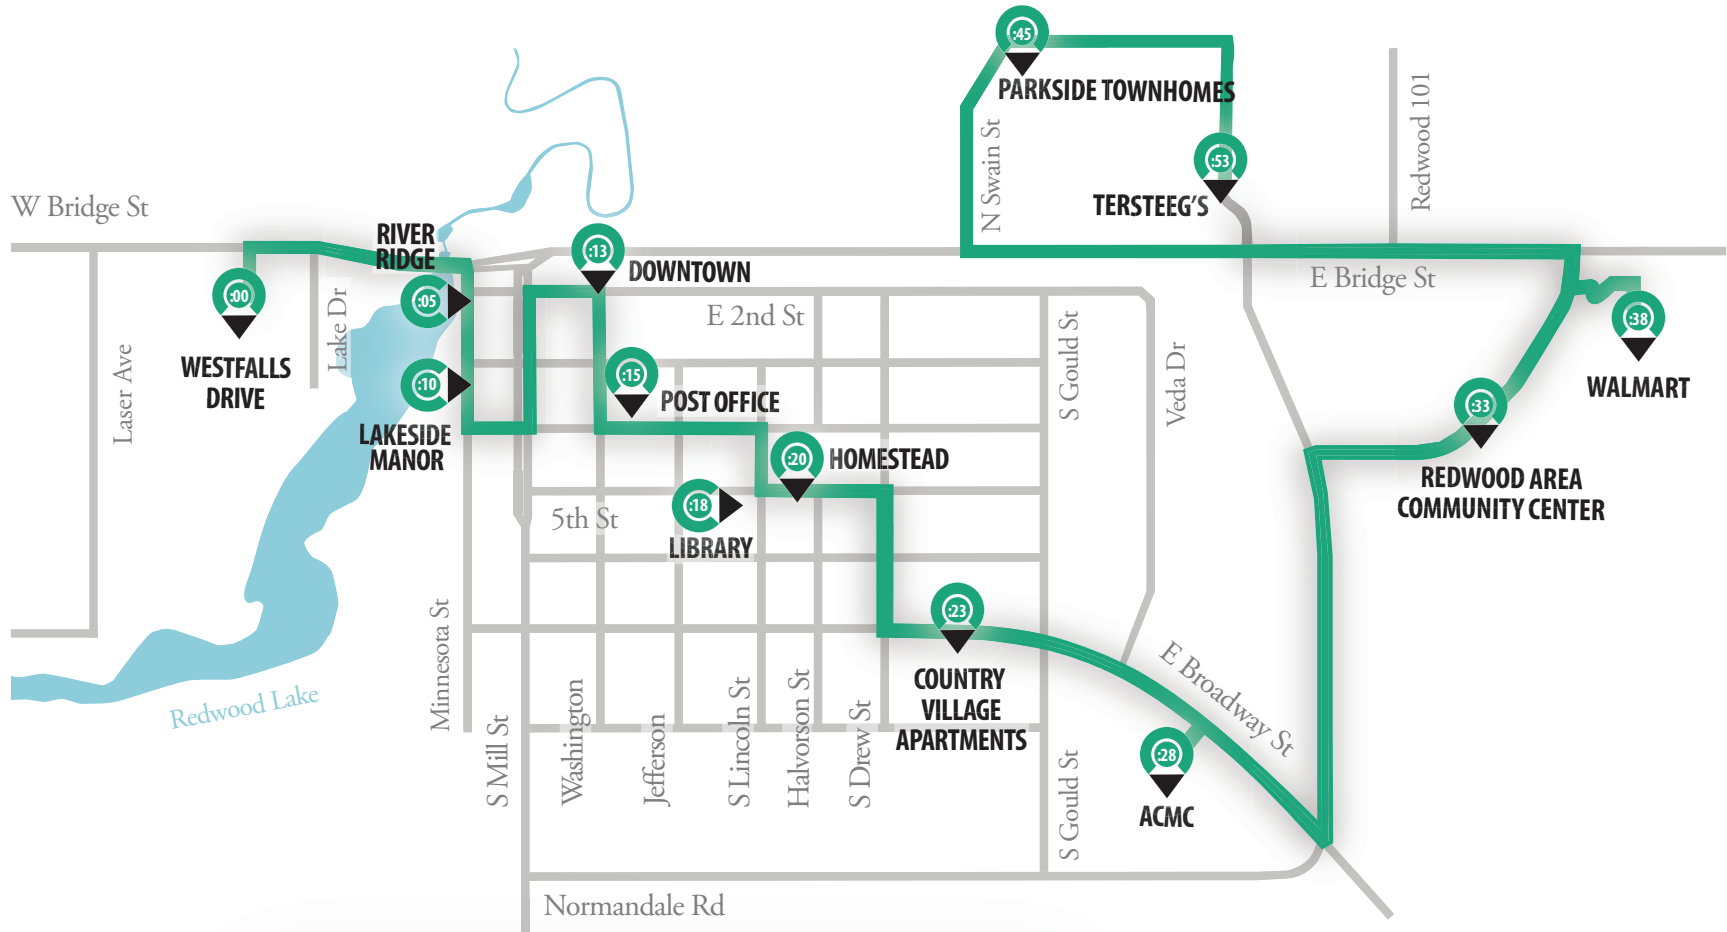 :45
PARKSIDE TOWNHOMES
Redwood 101
N Swain St
:53
TERSTEEG'S
W Bridge St
RIVER
RIDGE
:13
DOWNTOWN
E Bridge St
:00
WESTFALLS
DRIVE
Lake Dr
:05
E 2nd St
S Gould St
:38
WALMART
Laser Ave
:10
LAKESIDE
MANOR
:15
POST OFFICE
Veda Dr
:33
REDWOOD AREA
COMMUNITY CENTER
:20
HOMESTEAD
:18
LIBRARY
5th St
:23
COUNTRY
VILLAGE
APARTMENTS
E Broadway St
Redwood Lake
Minnesota St
S Mill St
Washington
Jefferson
S Lincoln St
Halvorson St
S Drew St
S Gould St
:28
ACMC
Normandale Rd